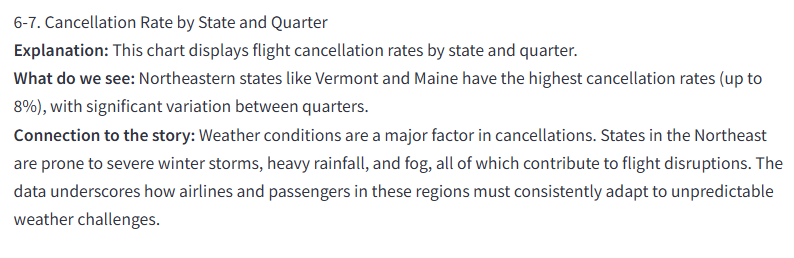 6-7. Cancellation Rate by State and Quarter
Explanation: This chart displays flight cancellation rates by state and quarter.
What do we see: Northeastern states like Vermont and Maine have the highest cancellation rates (up to
8%), with significant variation between quarters.
Connection to the story: Weather conditions are a major factor in cancellations. States in the Northeast
are prone to severe winter storms, heavy rainfall, and fog, all of which contribute to flight disruptions. The
data underscores how airlines and passengers in these regions must consistently adapt to unpredictable
weather challenges.